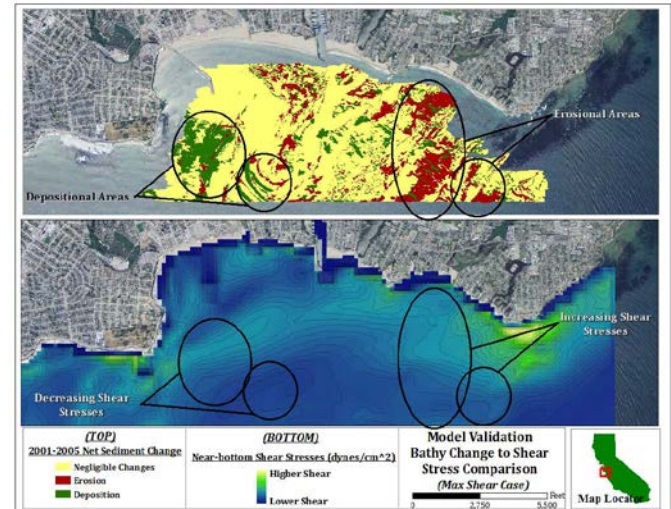 Erosional Areas
Depositional Areas
Increasing Shear
Stresses
Decreasing Shear
Stresses
(TOP)
2001-2005 Net Sediment Change
Negligible Changes
Erosion
Deposition
(BOTTOM)
Near-bottom Shear Stresses (dynes/cm^2)
Higher Shear
Lower Shear
Model Validation
Bathy Change to Shear
Stress Comparison
(Max Shear Case)
Feet
0 2,750 5,500
Map Locator